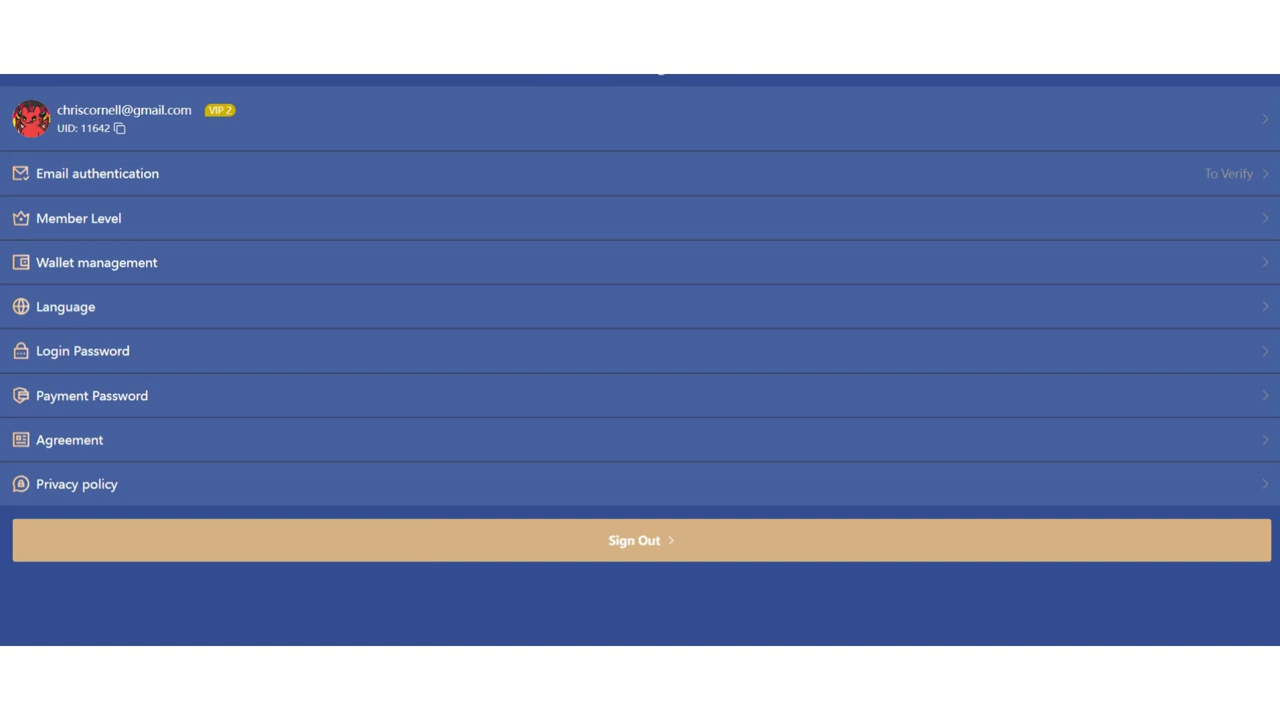 chriscornell@gmail.com VIP 2
UID: 11642
Email authentication To Verify
Member Level
Wallet management
Language
Login Password
Payment Password
Agreement
Privacy policy
Sign Out